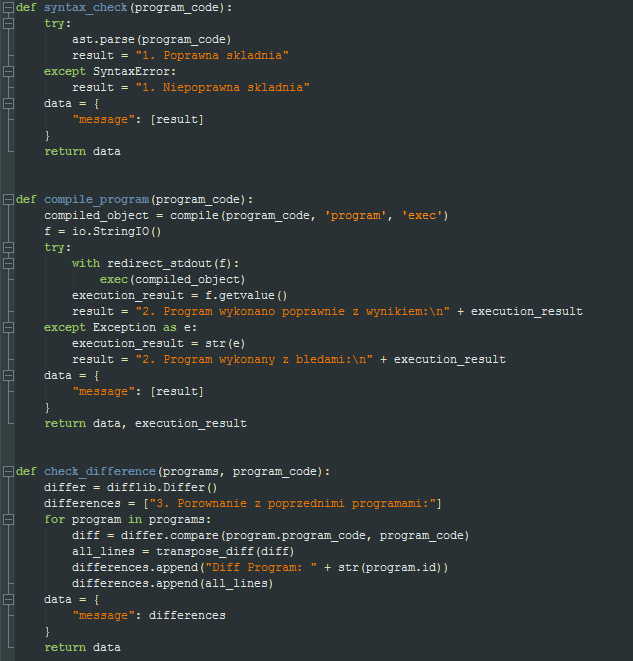 def syntax_check(program_code):
    try:
        ast.parse(program_code)
        result = "1. Poprawna skladnia"
    except SyntaxError:
        result = "1. Niepoprawna skladnia"
    data = {
        "message": [result]
    }
    return data
def compile_program(program_code):
    compiled_object = compile(program_code, 'program', 'exec')
    f = io.StringIO()
    try:
        with redirect_stdout(f):
            exec(compiled_object)
        execution_result = f.getvalue()
        result = "2. Program wykonano poprawnie z wynikiem:\n" + execution_result
    except Exception as e:
        execution_result = str(e)
        result = "2. Program wykonany z bledami:\n" + execution_result
    data = {
        "message": [result]
    }
    return data, execution_result
def check_difference(programs, program_code):
    differ = difflib.Differ()
    differences = ["3. Porownanie z poprzednimi programami:"]
    for program in programs:
        diff = differ.compare(program.program_code, program_code)
        all_lines = transpose_diff(diff)
        differences.append("Diff Program: " + str(program.id))
        differences.append(all_lines)
    data = {
        "message": differences
    }
    return data